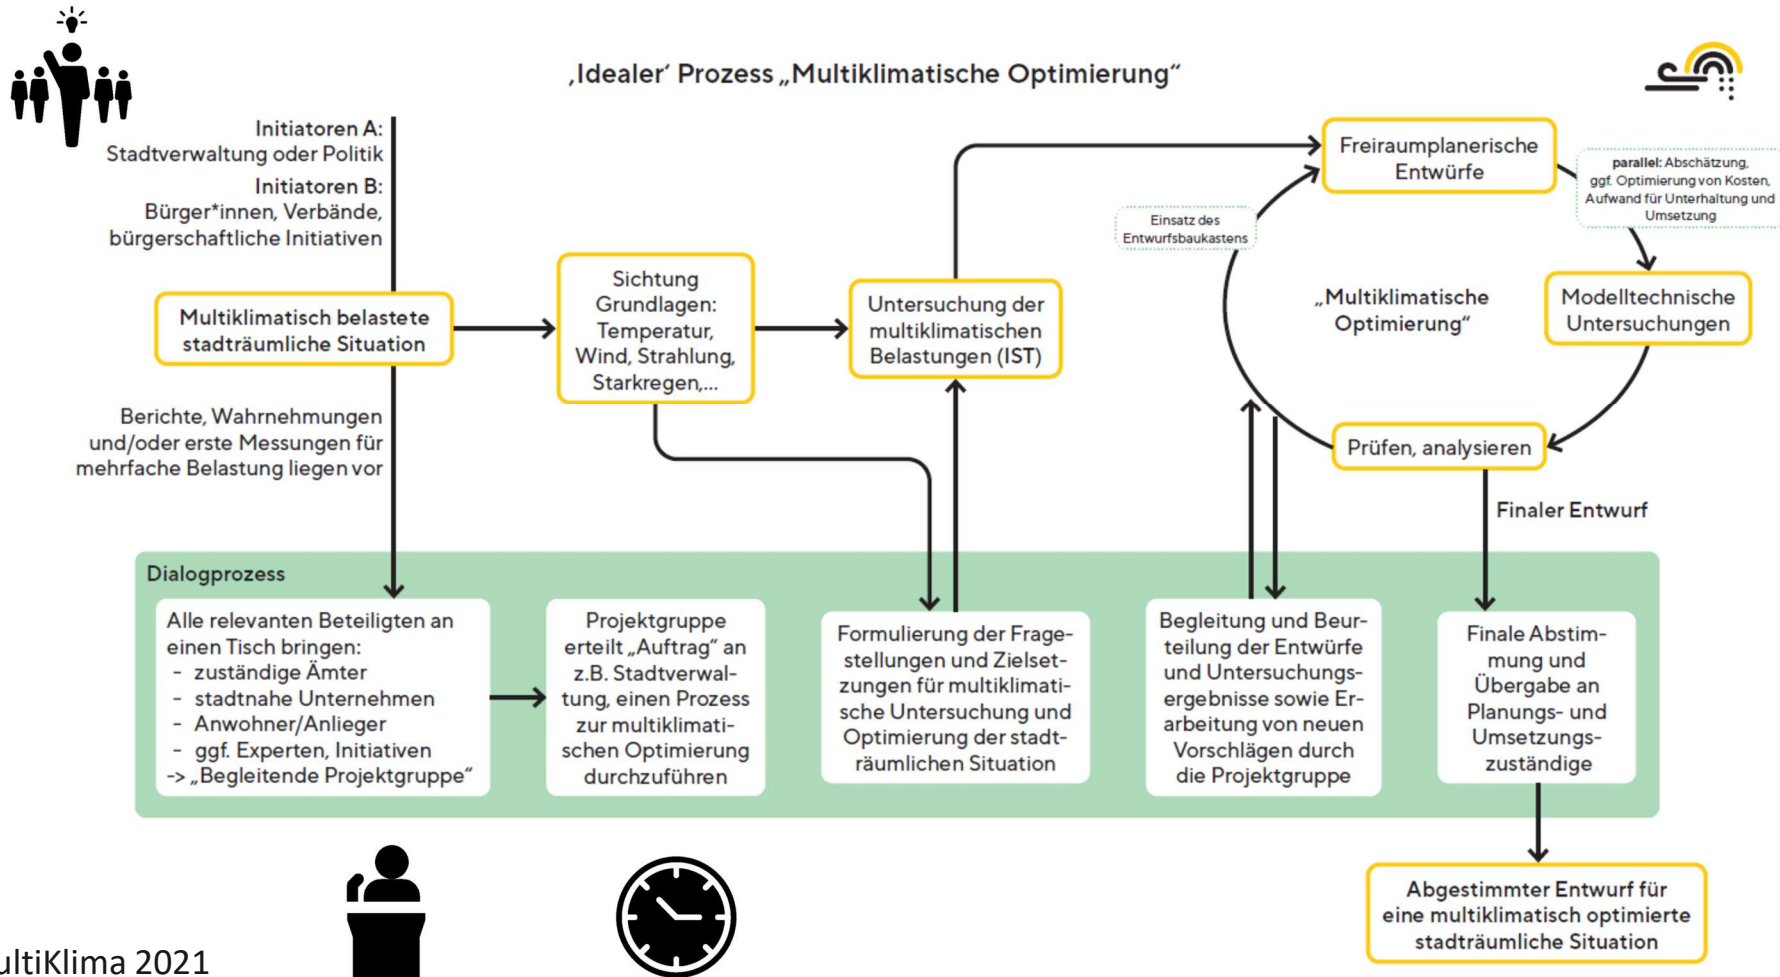 ‚Idealer‘ Prozess „Multiklimatische Optimierung“
Initiatoren A:
Stadtverwaltung oder Politik
Initiatoren B:
Bürger*innen, Verbände,
bürgerschaftliche Initiativen
Multiklimatisch belastete
stadträumliche Situation
Berichte, Wahrnehmungen
und/oder erste Messungen für
mehrfache Belastung liegen vor
Sichtung
Grundlagen:
Temperatur,
Wind, Strahlung,
Starkregen,...
Untersuchung der
multiklimatischen
Belastungen (IST)
Freiraumplanerische
Entwürfe
parallel: Abschätzung,
ggf. Optimierung von Kosten,
Aufwand für Unterhaltung und
Umsetzung
Einsatz des
Entwurfsbaukastens
„Multiklimatische
Optimierung“
Modelltechnische
Untersuchungen
Prüfen, analysieren
Finaler Entwurf
Dialogprozess
Alle relevanten Beteiligten an
einen Tisch bringen:
- zuständige Ämter
- stadtnahe Unternehmen
- Anwohner/Anlieger
- ggf. Experten, Initiativen
-> „Begleitende Projektgruppe“
Projektgruppe
erteilt „Auftrag“ an
z.B. Stadtverwal-
tung, einen Prozess
zur multiklimati-
schen Optimierung
durchzuführen
Formulierung der Frage-
stellungen und Zielset-
zungen für multiklimati-
sche Untersuchung und
Optimierung der stadt-
räumlichen Situation
Begleitung und Beur-
teilung der Entwürfe
und Untersuchungs-
ergebnisse sowie Er-
arbeitung von neuen
Vorschlägen durch
die Projektgruppe
Finale Abstim-
mung und
Übergabe an
Planungs- und
Umsetzungs-
zuständige
Abgestimmter Entwurf für
eine multiklimatisch optimierte
stadträumliche Situation
ultiKlima 2021